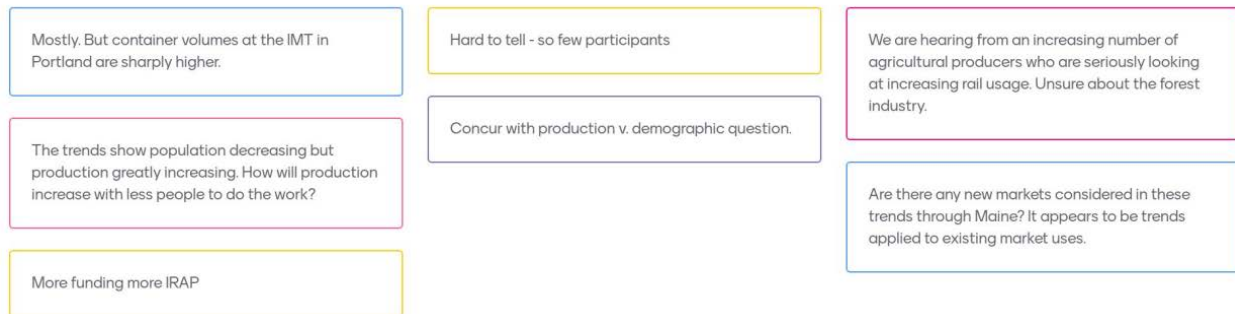 Mostly. But container volumes at the IMT in
Portland are sharply higher.
The trends show population decreasing but
production greatly increasing. How will production
increase with less people to do the work?
More funding more IRAP
Hard to tell - so few participants
Concur with production v. demographic question.
We are hearing from an increasing number of
agricultural producers who are seriously looking
at increasing rail usage. Unsure about the forest
industry.
Are there any new markets considered in these
trends through Maine? It appears to be trends
applied to existing market uses.